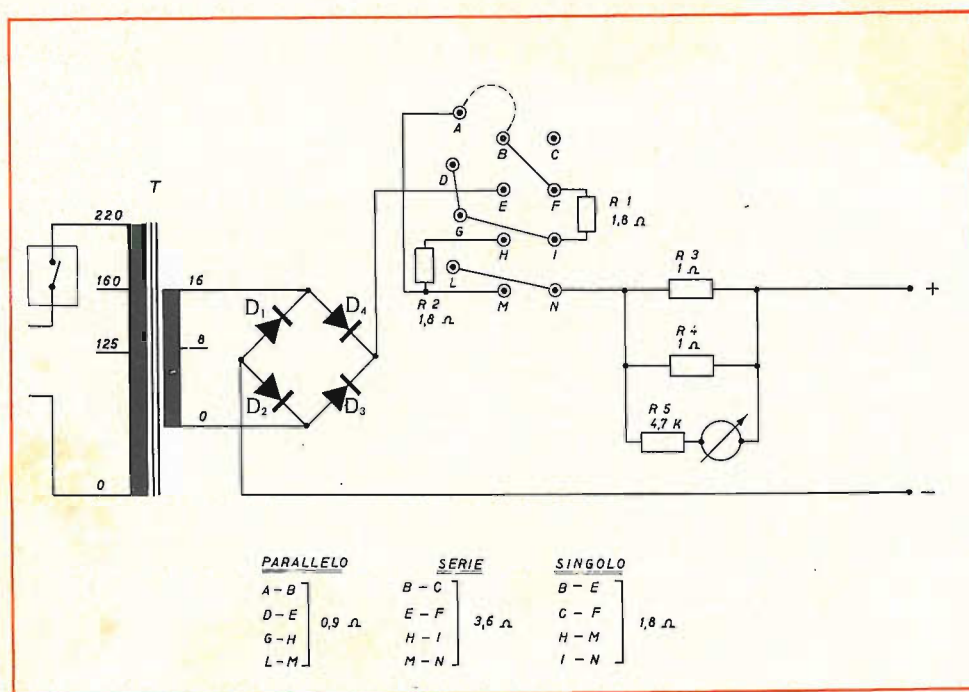 T
220
160
125
0
16
8
0
D1
D4
D2
D3
A
B
C
D
E
F
G
H
I
L
M
N
R 1
1,8 Ω
R 2
1,8 Ω
R 3
1 Ω
R 4
1 Ω
R 5
4,7 K
+
−
PARALLELO
A – B
D – E
G – H
L – M
0,9 Ω
SERIE
B – C
E – F
H – I
M – N
3,6 Ω
SINGOLO
B – E
C – F
H – M
I – N
1,8 Ω